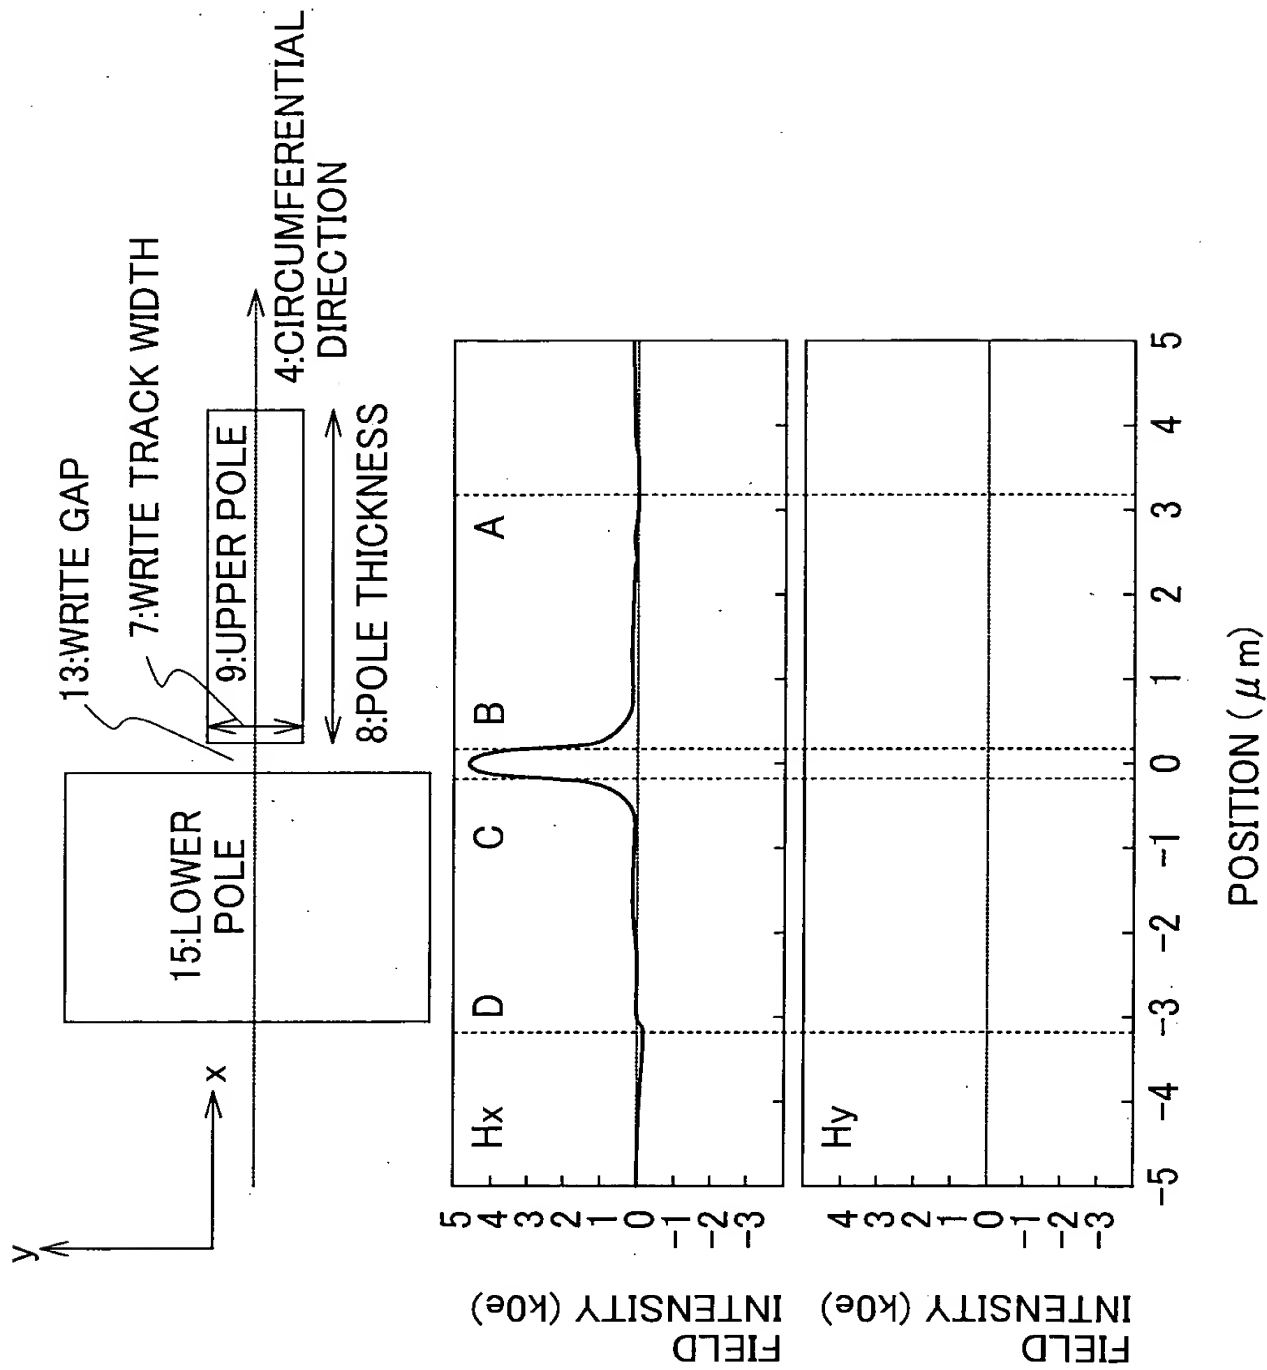 y
x
13:WRITE GAP
7:WRITE TRACK WIDTH
15:LOWER
POLE
9:UPPER POLE
4:CIRCUMFERENTIAL
DIRECTION
8:POLE THICKNESS
FIELD
INTENSITY (kOe)
5
4
3
2
1
0
-1
-2
-3
Hx
D
C
B
A
FIELD
INTENSITY (kOe)
4
3
2
1
0
-1
-2
-3
Hy
-5
-4
-3
-2
-1
0
1
2
3
4
5
POSITION (μm)